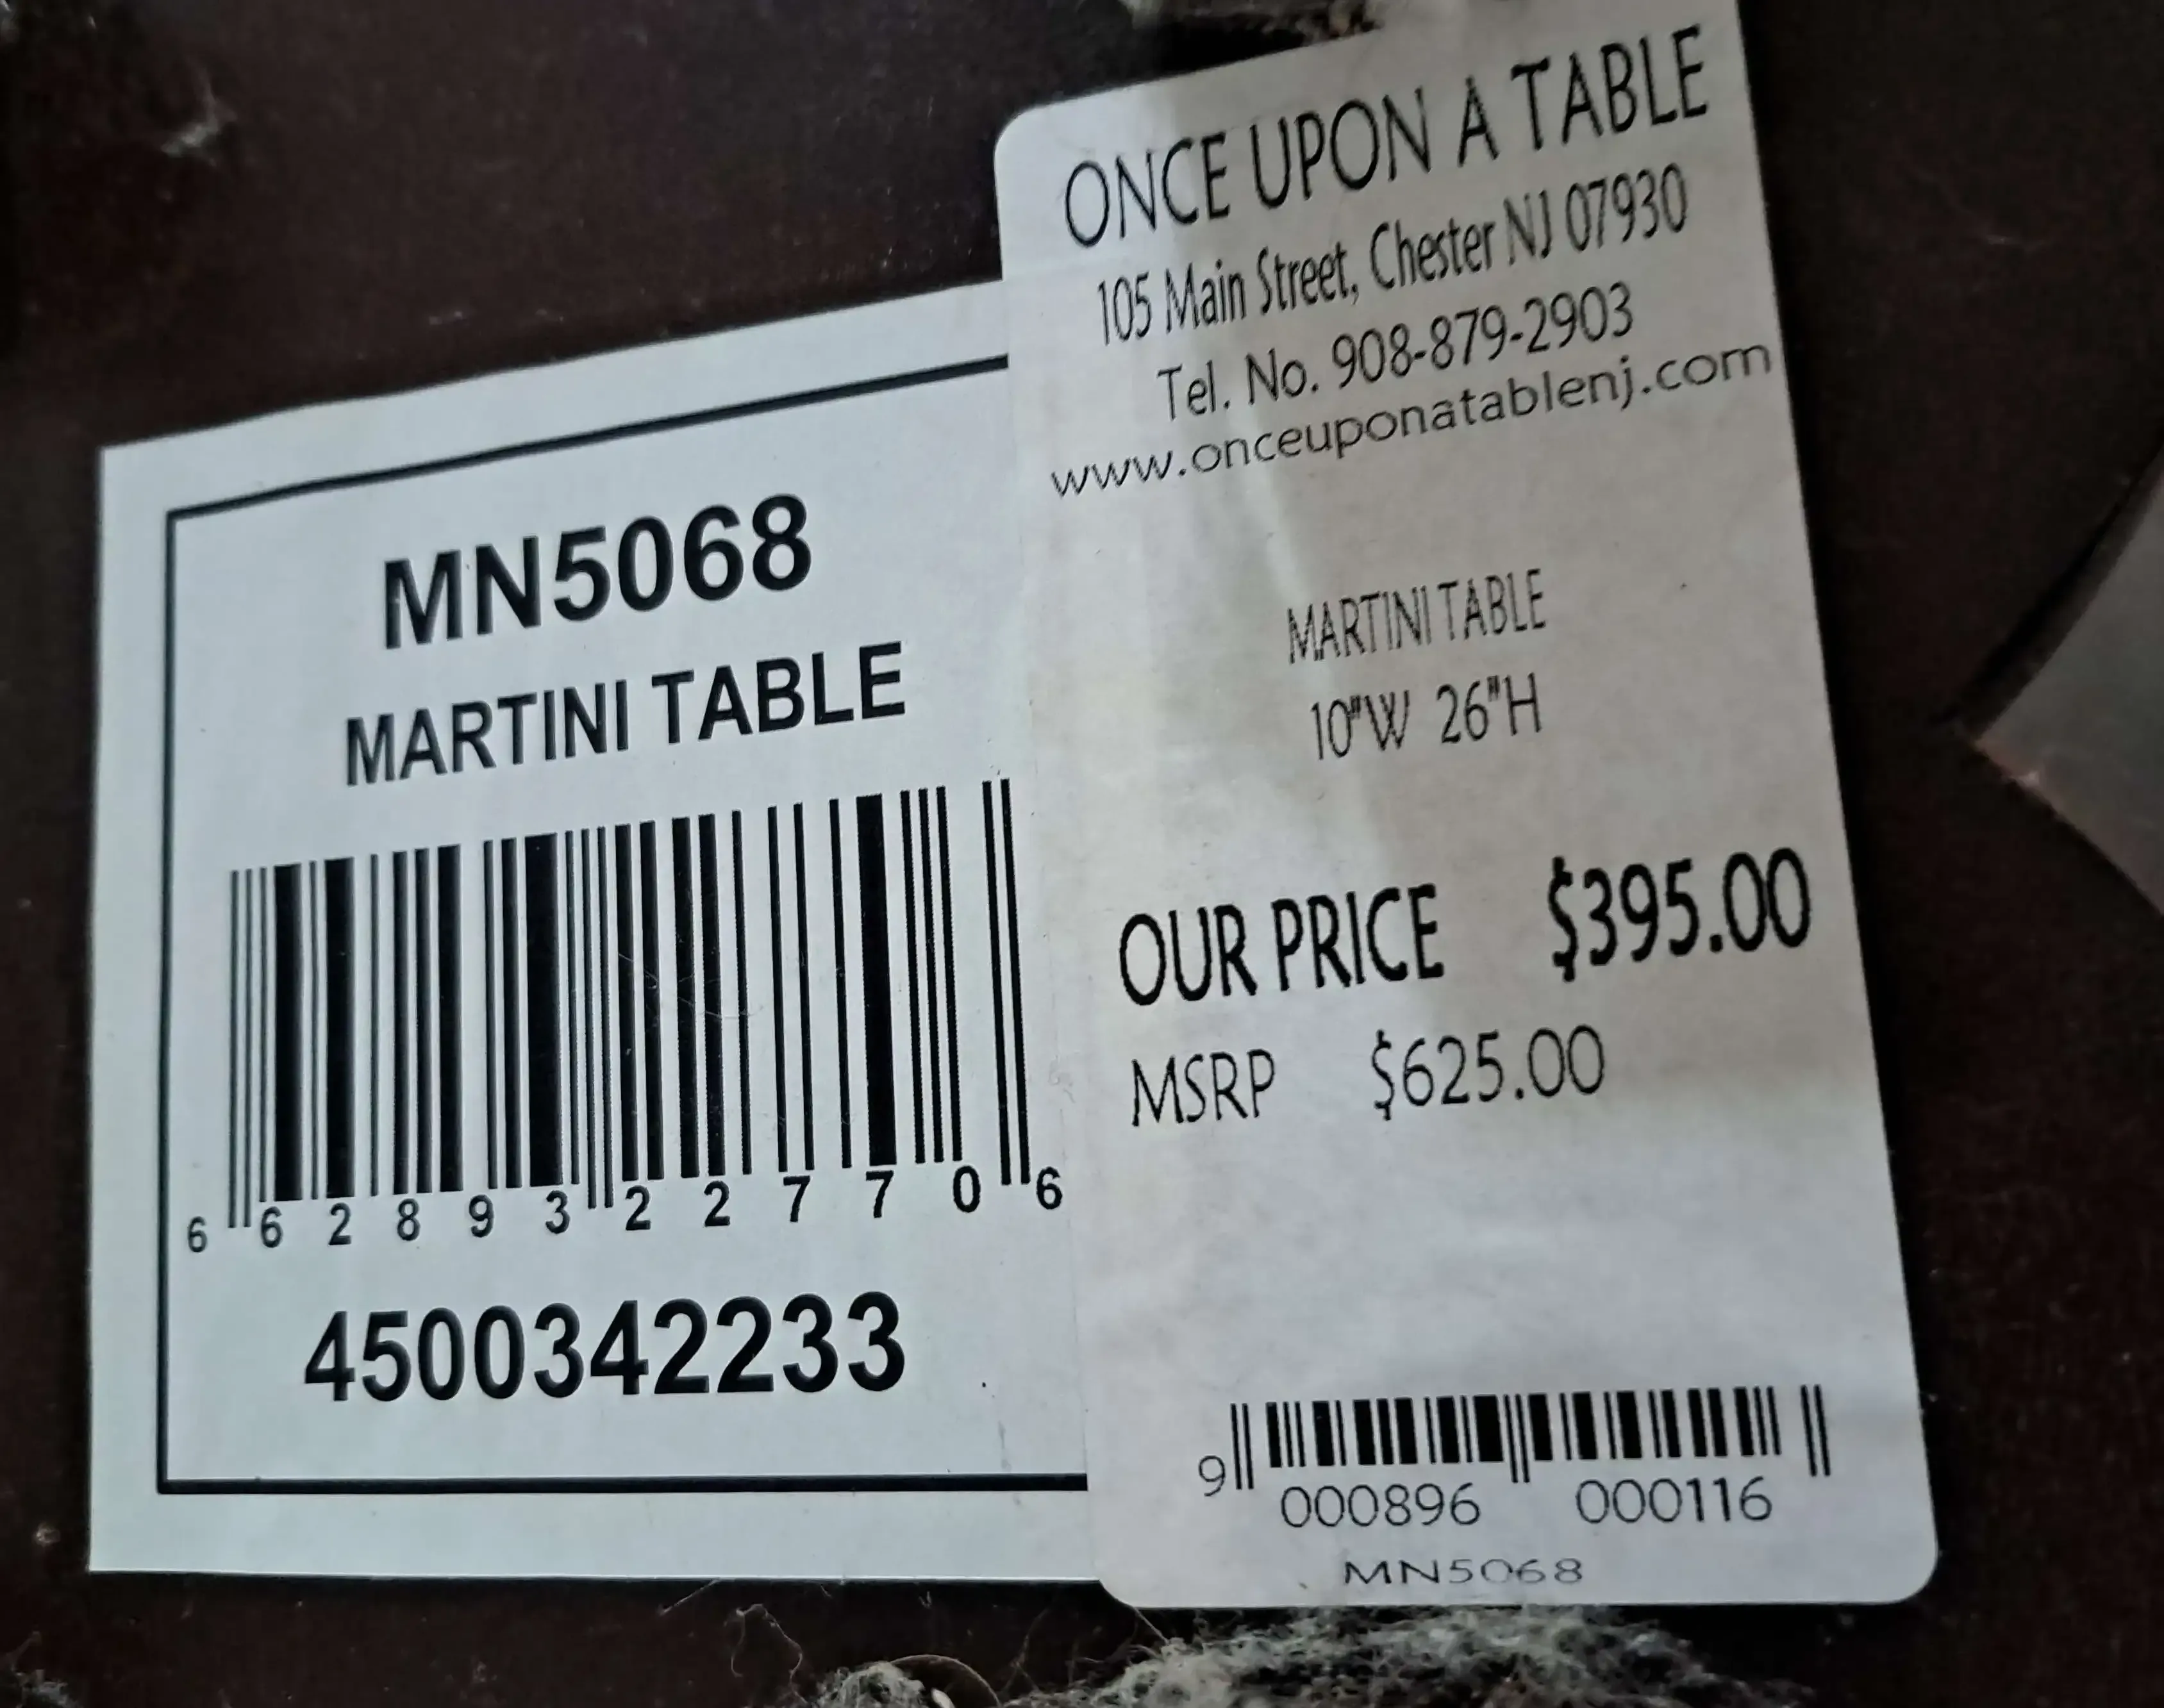 MN5068
MARTINI TABLE
6 62893 22770 6
4500342233
ONCE UPON A TABLE
105 Main Street, Chester NJ 07930
Tel. No. 908-879-2903
www.onceuponatablenj.com
MARTINI TABLE
10"W 26"H
OUR PRICE $395.00
MSRP $625.00
9 000896 000116
MN5068